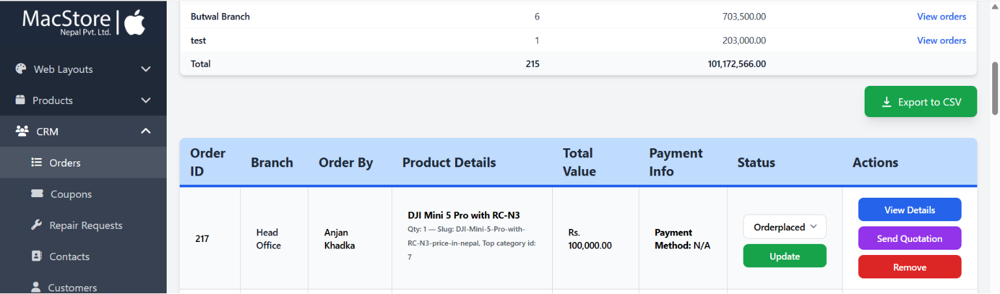 MacStore
Nepal Pvt. Ltd.
Web Layouts
Products
CRM
Orders
Coupons
Repair Requests
Contacts
Customers
Butwal Branch 6 703,500.00 View orders
test 1 203,000.00 View orders
Total 215 101,172,566.00
Export to CSV
Order ID Branch Order By Product Details Total Value Payment Info Status Actions
217
Head
Office
Anjan
Khadka
DJI Mini 5 Pro with RC-N3
Qty: 1 — Slug: DJI-Mini-5-Pro-with-
RC-N3-price-in-nepal, Top category id:
7
Rs.
100,000.00
Payment
Method: N/A
Orderplaced
Update
View Details
Send Quotation
Remove